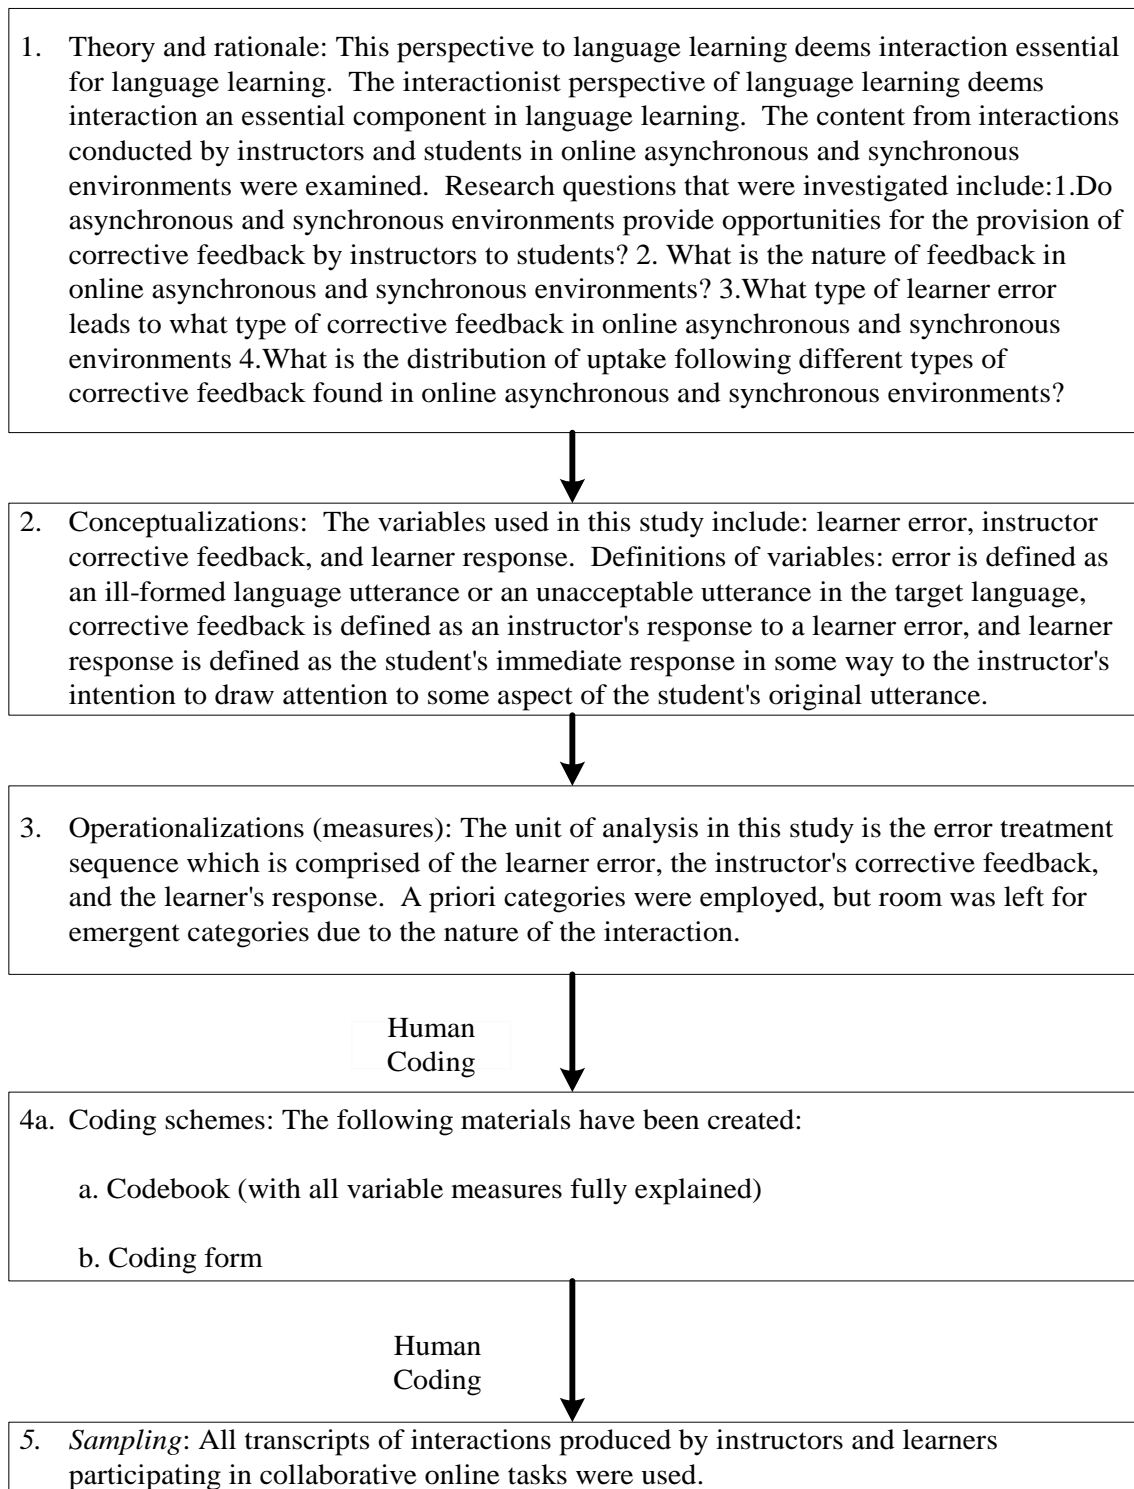 1. Theory and rationale: This perspective to language learning deems interaction essential
for language learning. The interactionist perspective of language learning deems
interaction an essential component in language learning. The content from interactions
conducted by instructors and students in online asynchronous and synchronous
environments were examined. Research questions that were investigated include:1.Do
asynchronous and synchronous environments provide opportunities for the provision of
corrective feedback by instructors to students? 2. What is the nature of feedback in
online asynchronous and synchronous environments? 3.What type of learner error
leads to what type of corrective feedback in online asynchronous and synchronous
environments 4.What is the distribution of uptake following different types of
corrective feedback found in online asynchronous and synchronous environments?
2. Conceptualizations: The variables used in this study include: learner error, instructor
corrective feedback, and learner response. Definitions of variables: error is defined as
an ill-formed language utterance or an unacceptable utterance in the target language,
corrective feedback is defined as an instructor's response to a learner error, and learner
response is defined as the student's immediate response in some way to the instructor's
intention to draw attention to some aspect of the student's original utterance.
3. Operationalizations (measures): The unit of analysis in this study is the error treatment
sequence which is comprised of the learner error, the instructor's corrective feedback,
and the learner's response. A priori categories were employed, but room was left for
emergent categories due to the nature of the interaction.
Human
Coding
4a. Coding schemes: The following materials have been created:
a. Codebook (with all variable measures fully explained)
b. Coding form
Human
Coding
5. Sampling: All transcripts of interactions produced by instructors and learners
participating in collaborative online tasks were used.